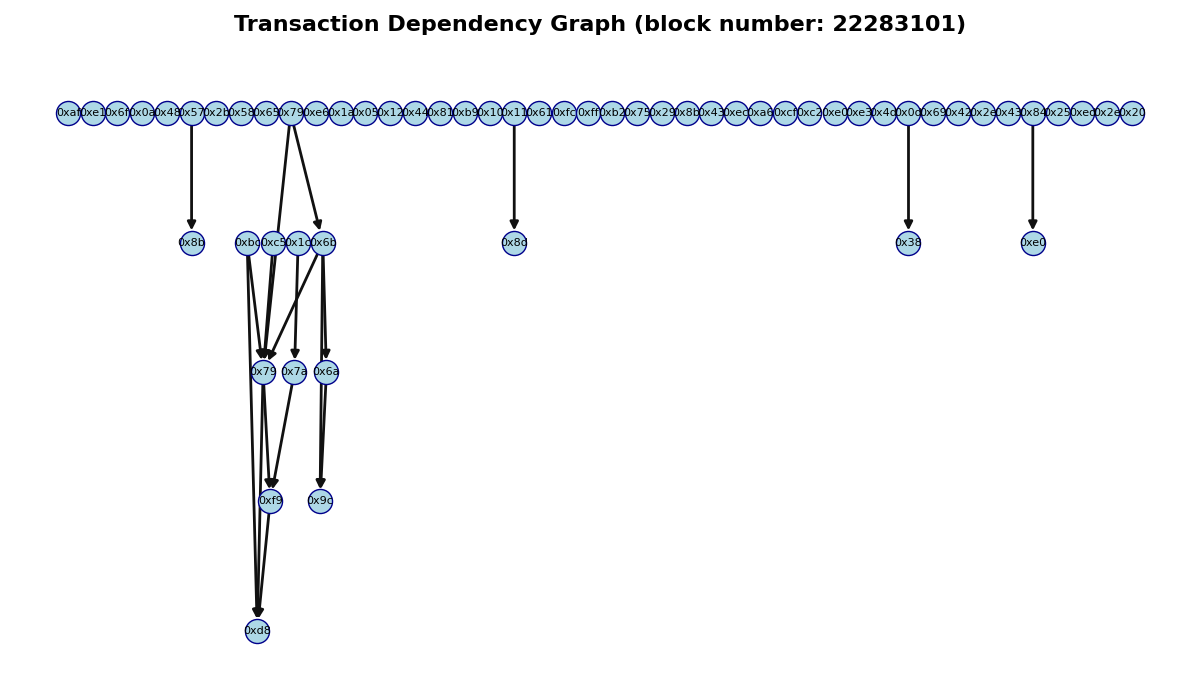 Transaction Dependency Graph (block number: 22283101)
0xaf 0xe1 0x6f 0x0a 0x48 0x57 0x2b 0x58 0x65 0x79 0xe6 0x1a 0x05 0x12 0x44 0x81 0xb9 0x10 0x11 0x61 0xfc 0xff 0xb2 0x75 0x29 0x8b 0x43 0xec 0xa6 0xcf 0xc2 0xe0 0xe3 0x4d 0x0d 0x69 0x42 0x2e 0x43 0x84 0x25 0xed 0x2e 0x20
0x8b 0xbc 0xc5 0x1c 0x6b 0x8d 0x38 0xe0
0x79 0x7a 0x6a
0xf9 0x9c
0xd8